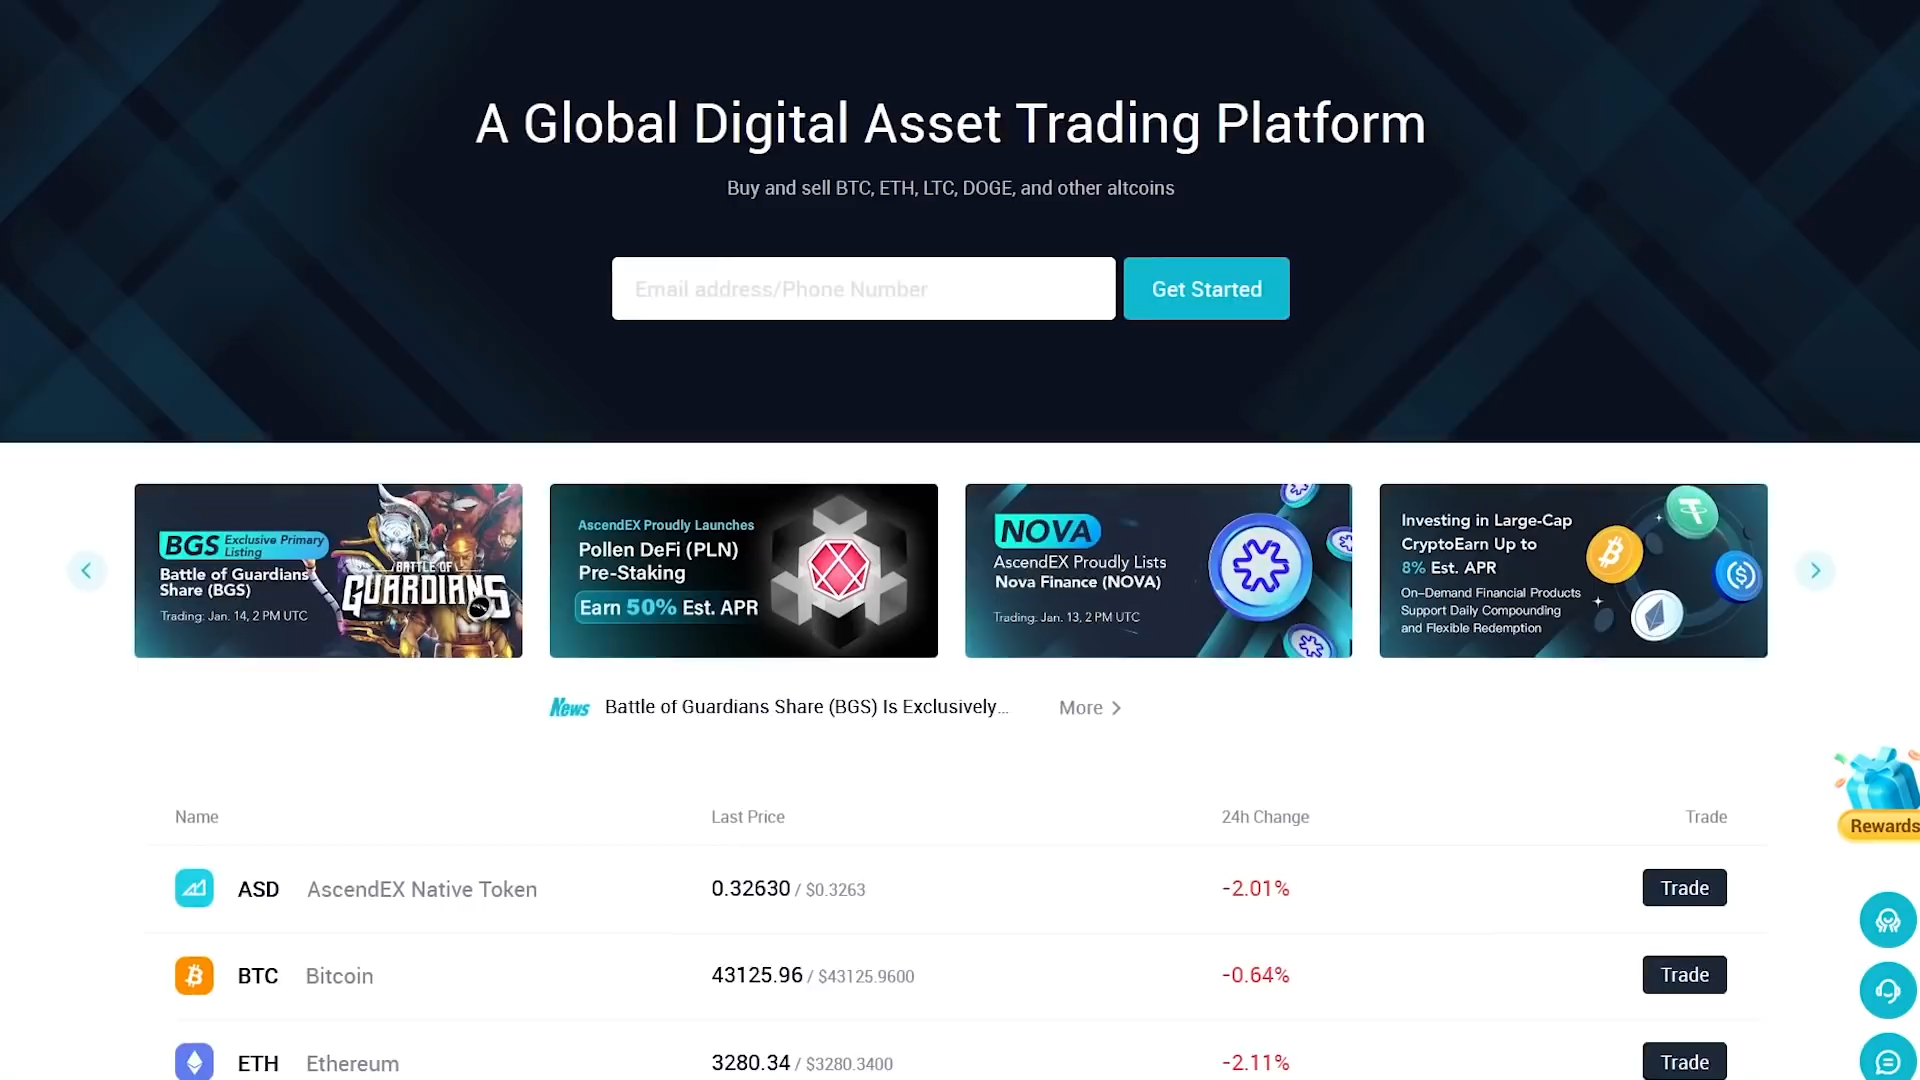 A Global Digital Asset Trading Platform
Buy and sell BTC, ETH, LTC, DOGE, and other altcoins
Email address/Phone Number
Get Started
BGS Exclusive Primary Listing
Battle of Guardians
Share (BGS)
Trading: Jan. 14, 2 PM UTC
BATTLE OF
GUARDIANS
AscendEX Proudly Launches
Pollen DeFi (PLN)
Pre-Staking
Earn 50% Est. APR
NOVA
AscendEX Proudly Lists
Nova Finance (NOVA)
Trading: Jan. 13, 2 PM UTC
Investing in Large-Cap
CryptoEarn Up to
8% Est. APR
On-Demand Financial Products
Support Daily Compounding
and Flexible Redemption
News Battle of Guardians Share (BGS) Is Exclusively... More
Rewards
Name Last Price 24h Change Trade
ASD AscendEX Native Token 0.32630 / $0.3263 -2.01% Trade
BTC Bitcoin 43125.96 / $43125.9600 -0.64% Trade
ETH Ethereum 3280.34 / $3280.3400 -2.11% Trade